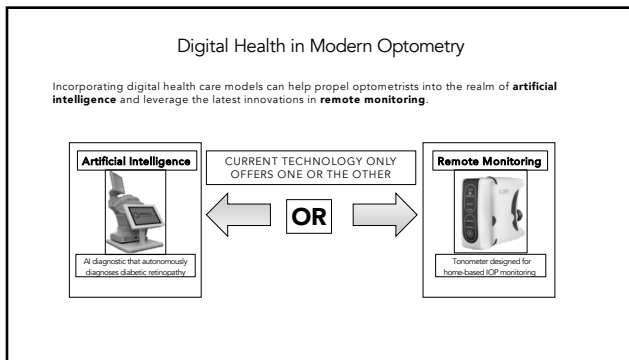 Digital Health in Modern Optometry
Incorporating digital health care models can help propel optometrists into the realm of artificial
intelligence and leverage the latest innovations in remote monitoring.
Artificial Intelligence
CURRENT TECHNOLOGY ONLY
OFFERS ONE OR THE OTHER
Remote Monitoring
OR
AI diagnostic that autonomously
diagnoses diabetic retinopathy
Tonometer designed for
home-based IOP monitoring